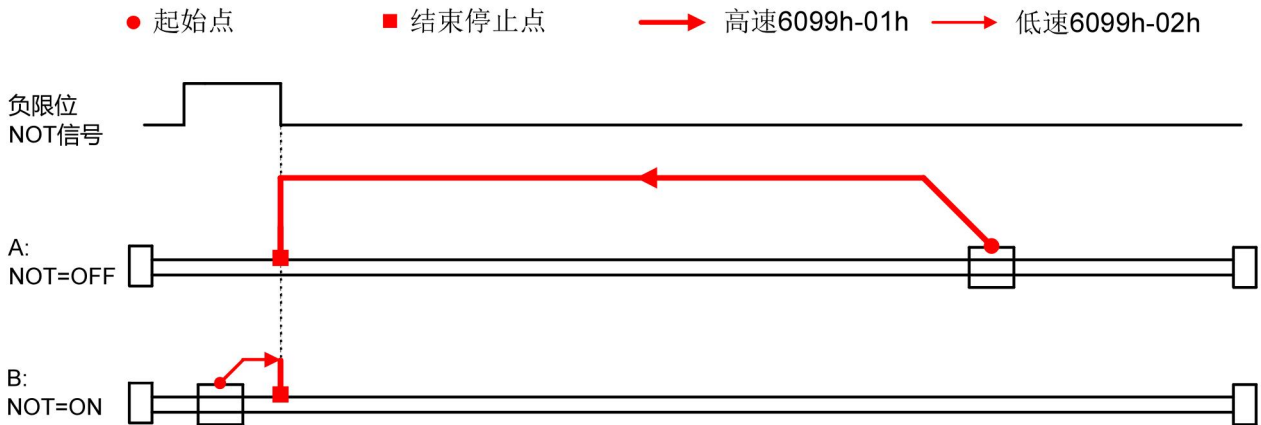 起始点
结束停止点
高速6099h-01h
低速6099h-02h
负限位
NOT信号
A:
NOT=OFF
B:
NOT=ON